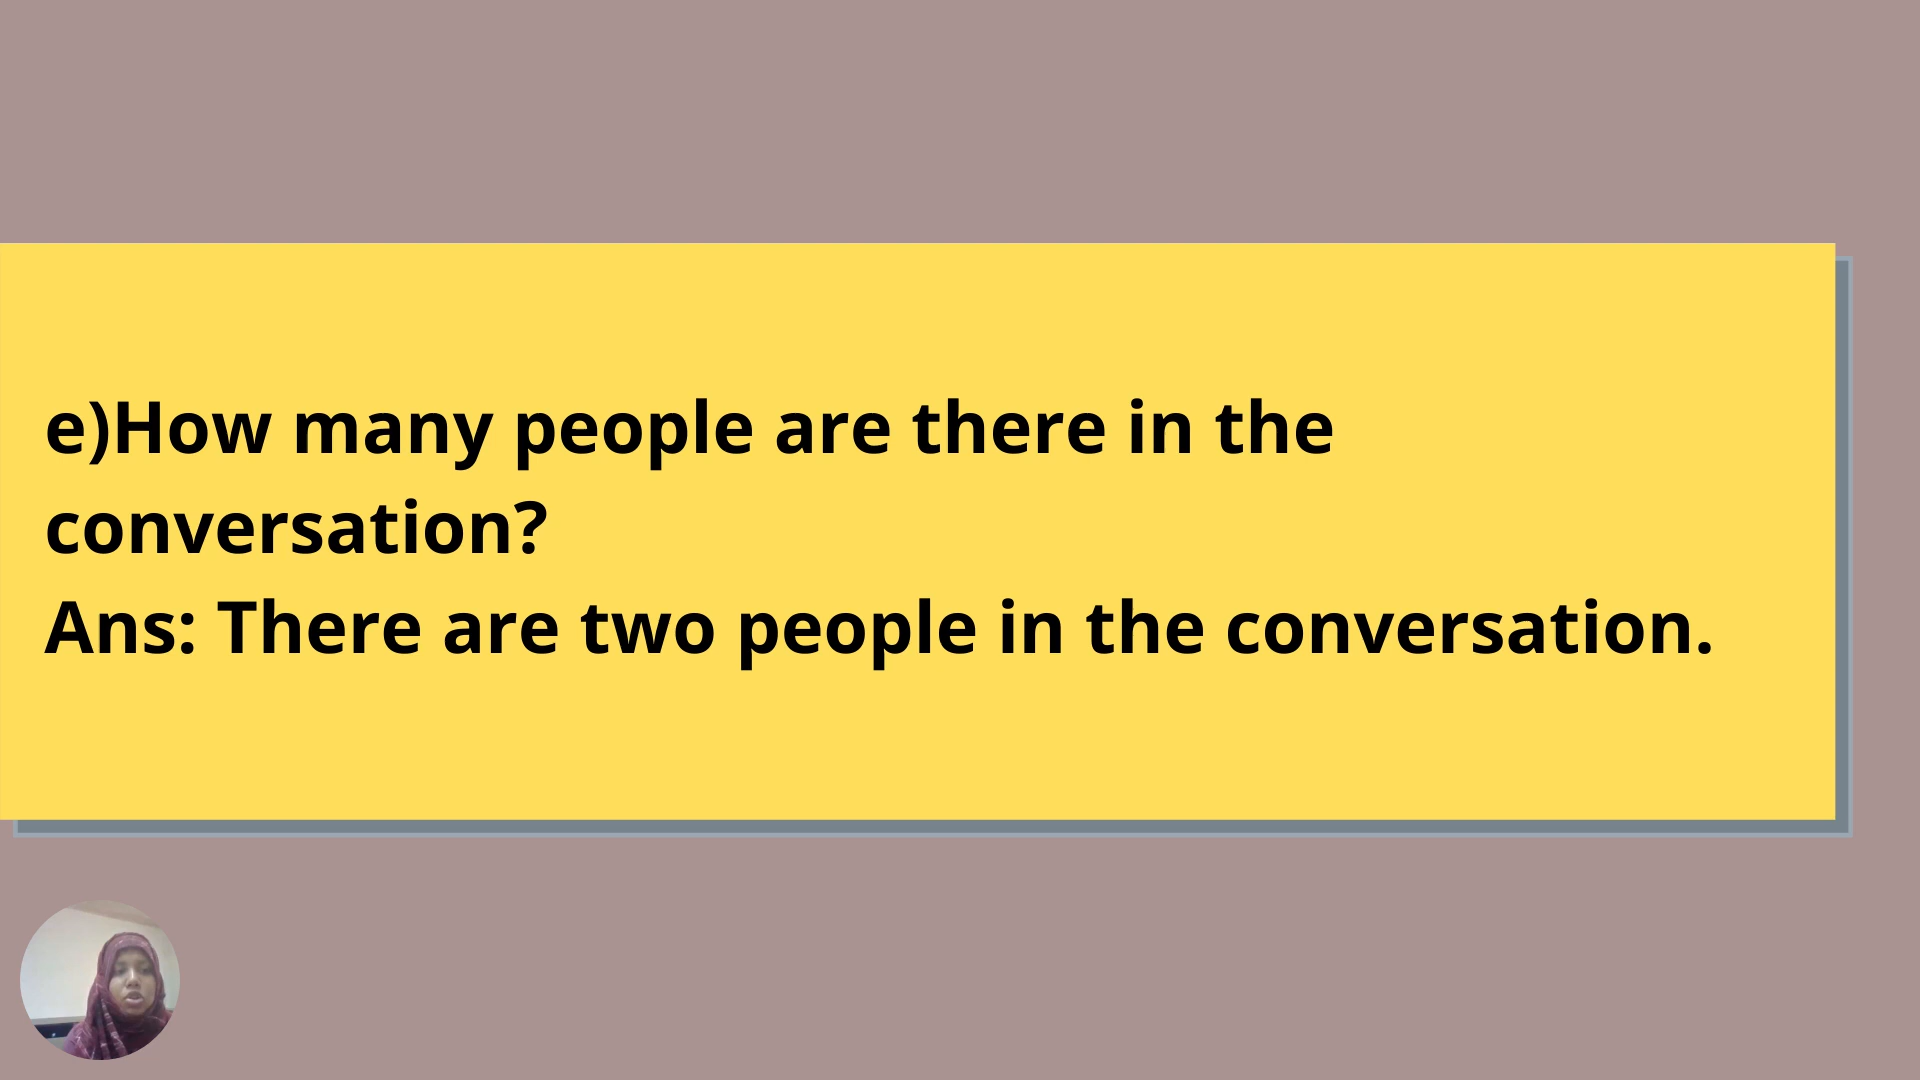 e)How many people are there in the
conversation?
Ans: There are two people in the conversation.